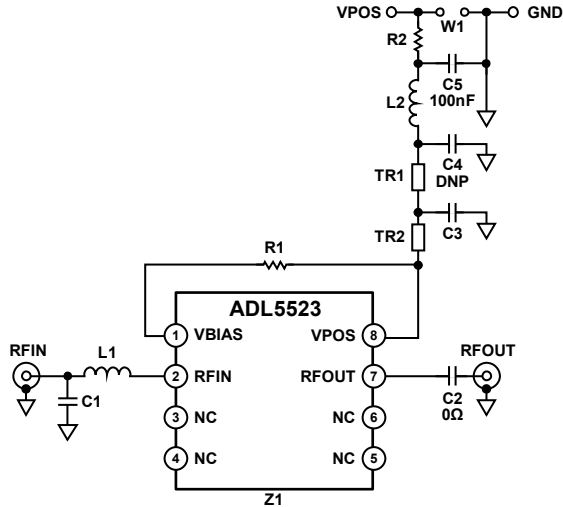 VPOS
W1
GND
R2
C5
100nF
L2
C4
DNP
TR1
C3
TR2
R1
ADL5523
1
VBIAS
VPOS
8
RFIN
L1
2
RFIN
RFOUT
7
RFOUT
C1
C2
0Ω
3
NC
NC
6
4
NC
NC
5
Z1